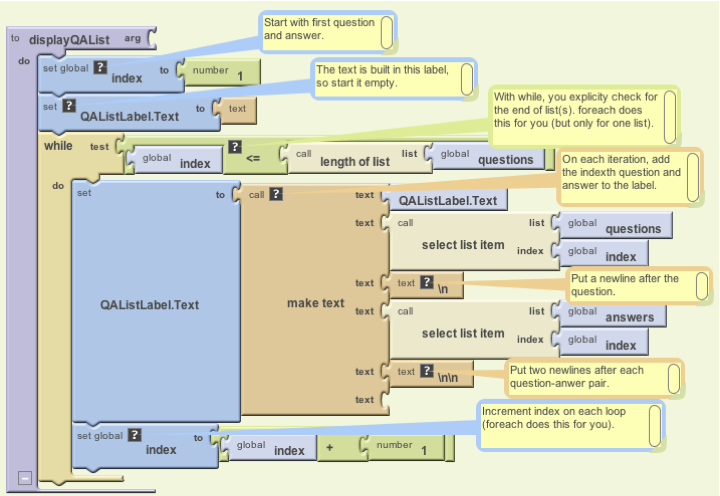 to displayQAList arg
Start with first question
and answer.
do
set global ? index to number 1
The text is built in this label,
so start it empty.
set ? QAListLabel.Text to text
With while, you explicity check for
the end of list(s). foreach does
this for you (but only for one list).
while test global index ? <= call length of list list global questions
On each iteration, add
the indexth question and
answer to the label.
do
set QAListLabel.Text to call ? make text
text QAListLabel.Text
text call select list item list global questions
index global index
text text ? \n
Put a newline after the
question.
text call select list item list global answers
index global index
text text ? \n\n
Put two newlines after each
question-anwer pair.
text
Increment index on each loop
(foreach does this for you).
set global ? index to global index + number 1